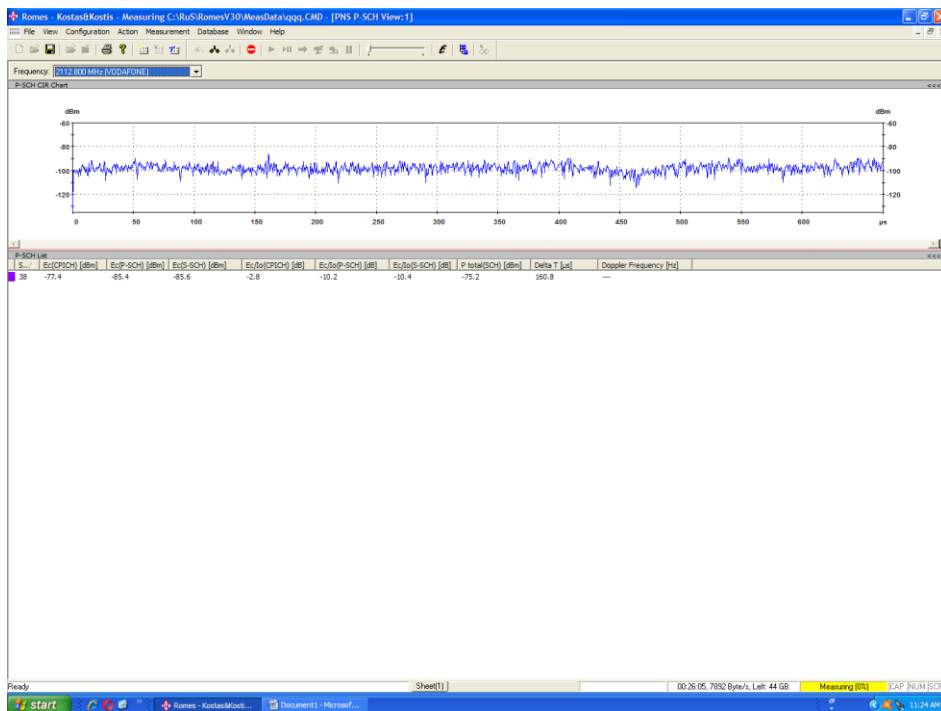 Romes - Kostas&Kostis - Measuring C:\RuS\RomesV30\MeasData\qqq.CMD - [PNS P-SCH View:1]
File View Configuration Action Measurement Database Window Help
Frequency: 2112.800 MHz (VODAFONE)
P-SCH CIR Chart <<<
dBm dBm
-60 -60
-80 -80
-100 -100
-120 -120
0 50 100 150 200 250 300 350 400 450 500 550 600 µs
P-SCH List <<<
S... / Ec(CPICH) [dBm] Ec(P-SCH) [dBm] Ec(S-SCH) [dBm] Ec/Io(CPICH) [dB] Ec/Io(P-SCH) [dB] Ec/Io(S-SCH) [dB] P total(SCH) [dBm] Delta T [µs] Doppler Frequency [Hz]
38 -77.4 -85.4 -85.6 -2.8 -10.2 -10.4 -75.2 160.8 ---
Ready Sheet(1) 00:26:05, 7892 Byte/s, Left: 44 GB Measuring (0%) CAP NUM SCR
start Romes - Kostas&Kosti... Document1 - Microsof... 11:24 AM